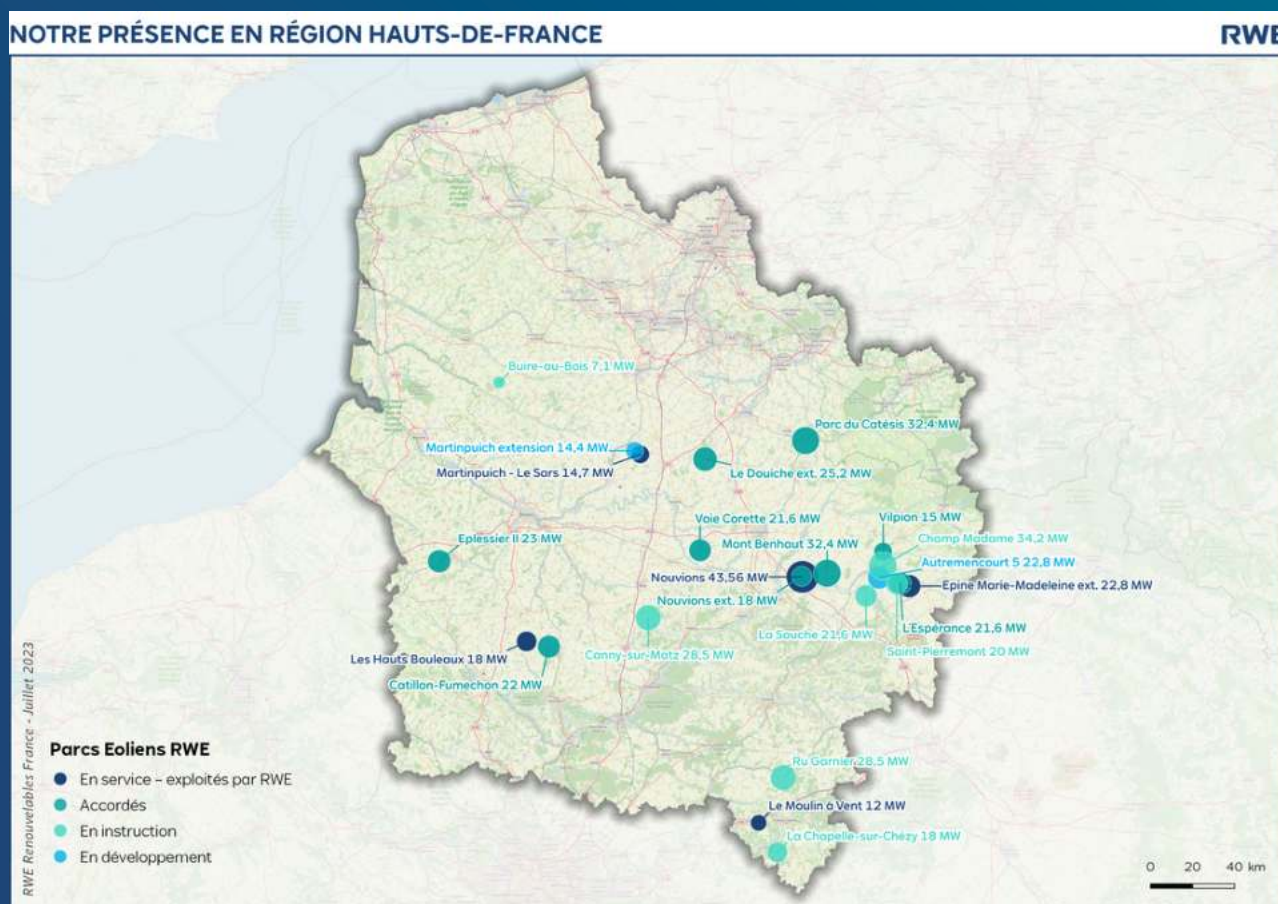 NOTRE PRÉSENCE EN RÉGION HAUTS-DE-FRANCE
RWE
Buire-au-Bois 7,1 MW
Parc du Catésis 32,4 MW
Martinpuich extension 14,4 MW
Martinpuich - Le Sars 14,7 MW
Le Douiche ext. 25,2 MW
Voie Corette 21,6 MW
Vilpion 15 MW
Champ Madame 34,2 MW
Mont Benhaut 32,4 MW
Eplessier II 23 MW
Autremencourt 5 22,8 MW
Nouvions 43,56 MW
Epine Marie-Madeleine ext. 22,8 MW
Nouvions ext. 18 MW
L'Espérance 21,6 MW
La Souche 21,6 MW
Saint-Pierremont 20 MW
Canny-sur-Matz 28,5 MW
Les Hauts Bouleaux 18 MW
Catillon-Fumechon 22 MW
Ru Garnier 28,5 MW
Le Moulin à Vent 12 MW
La Chapelle-sur-Chézy 18 MW
Parcs Eoliens RWE
En service – exploités par RWE
Accordés
En instruction
En développement
RWE Renouvelables France - Juillet 2023
0 20 40 km